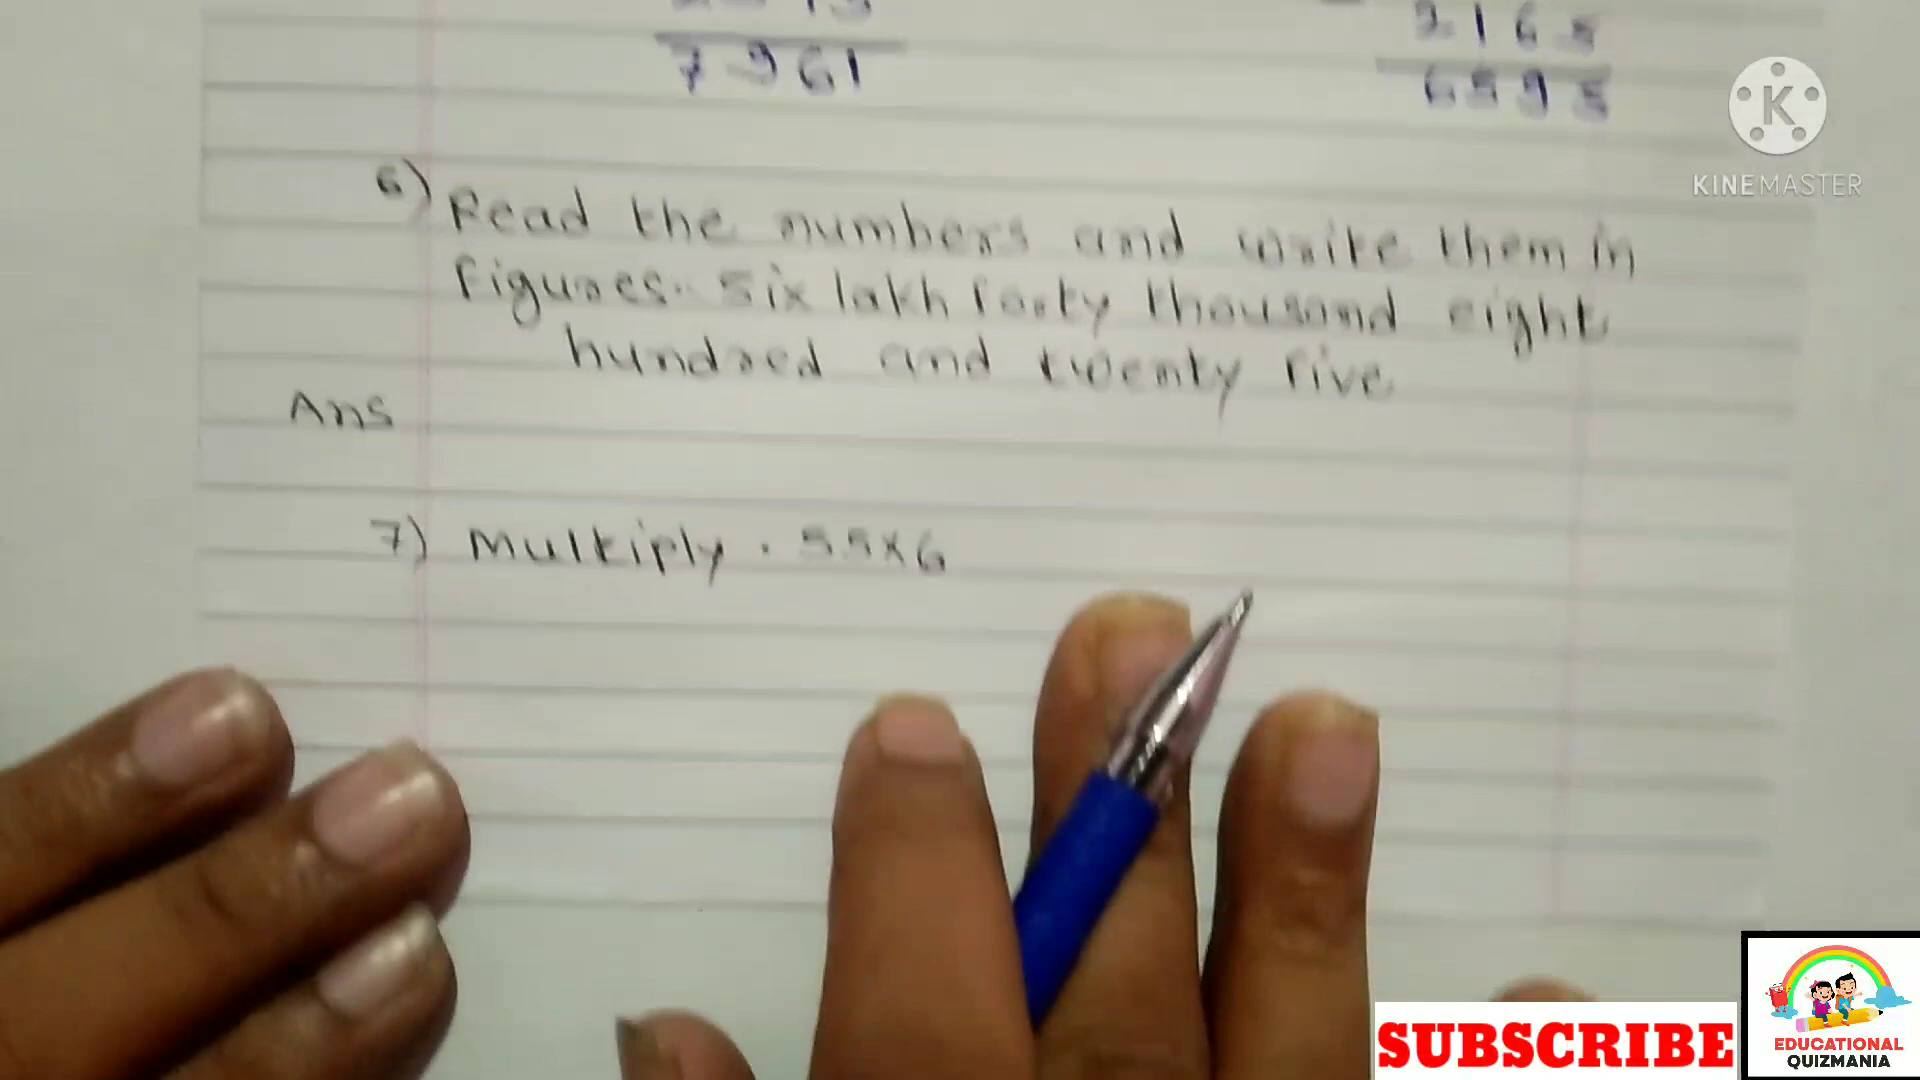 2165
7961
6595
KINEMASTER
6) Read the numbers and write them in
figures. six lakh forty thousand eight
hundred and twenty five
Ans
7) Multiply. 55x6
SUBSCRIBE
EDUCATIONAL
QUIZMANIA